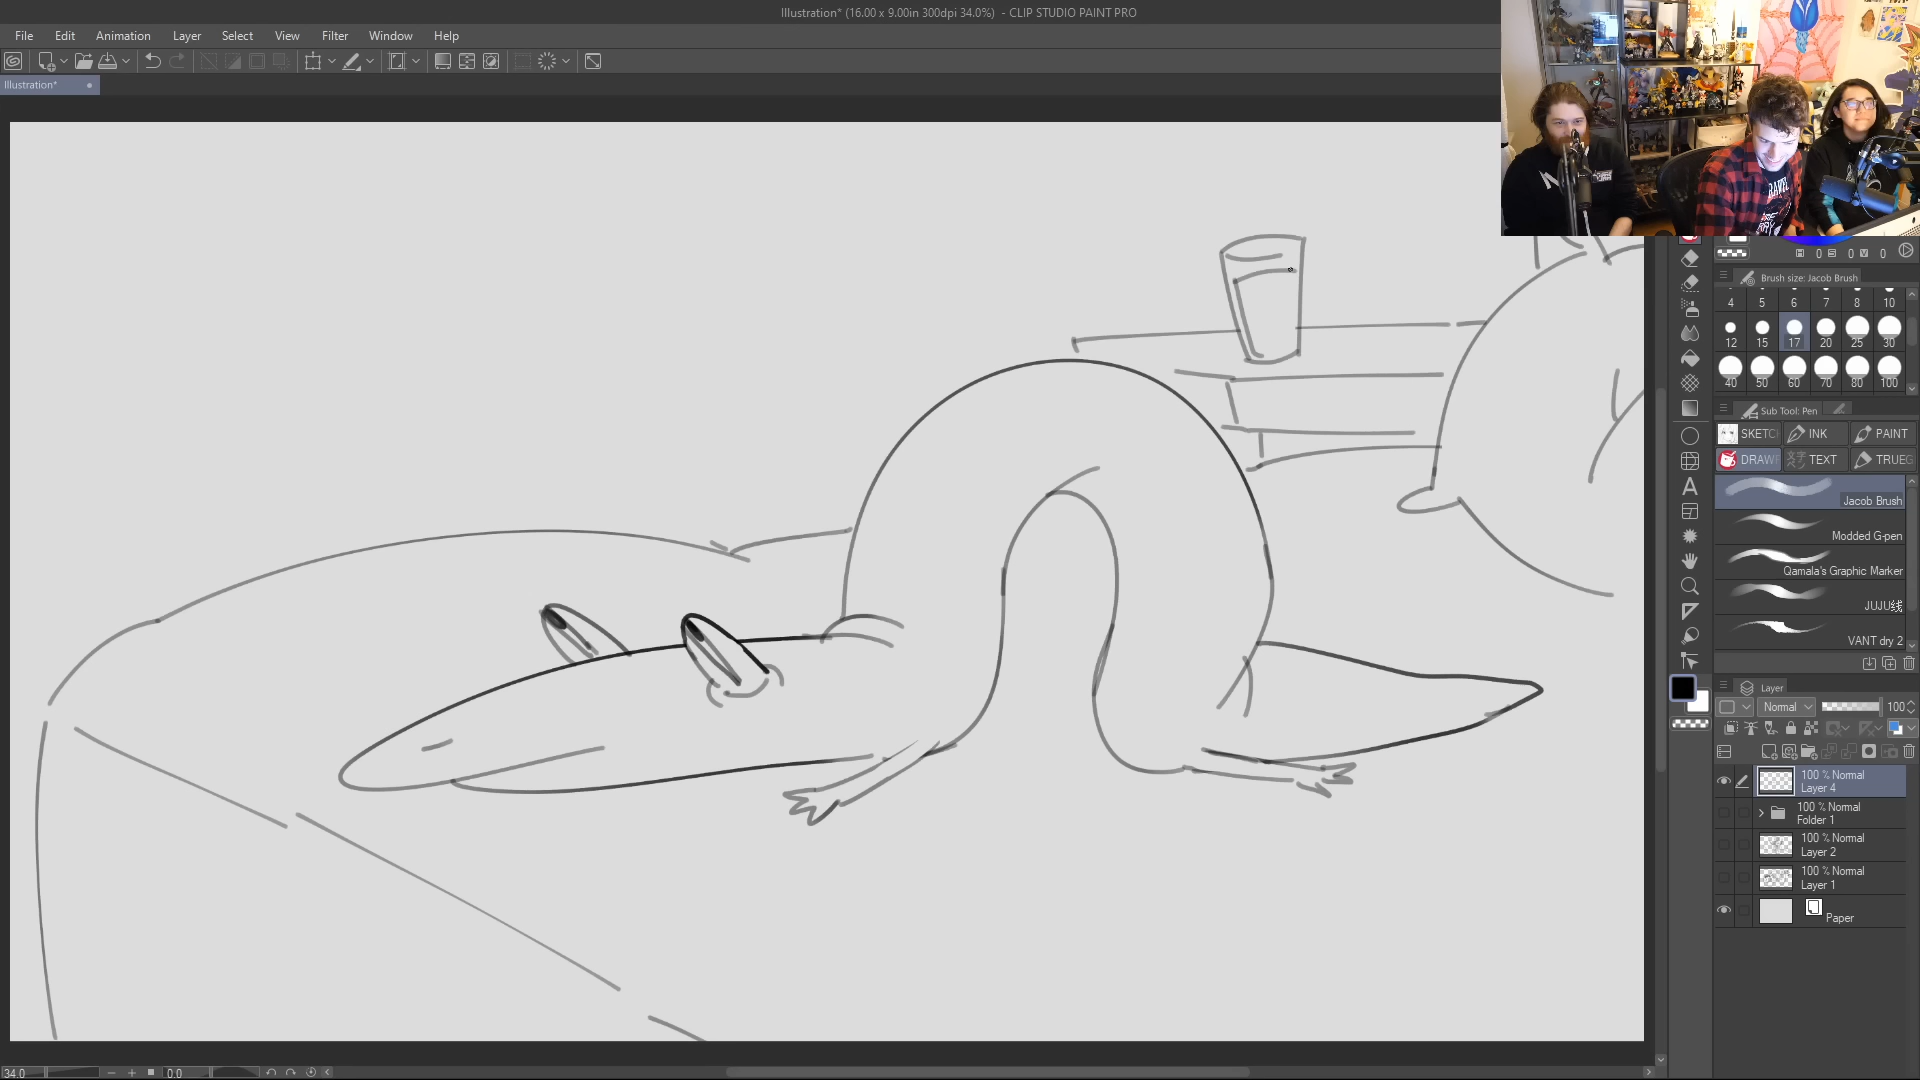 Illustration* (16.00 x 9.00in 300dpi 34.0%) - CLIP STUDIO PAINT PRO
File Edit Animation Layer Select View Filter Window Help
Illustration*
0 0 0
Brush size: Jacob Brush
4 5 6 7 8 10
12 15 17 20 25 30
40 50 60 70 80 100
Sub Tool: Pen
SKETC INK PAINT
DRAW TEXT TRUEG
Jacob Brush
Modded G-pen
Qamala's Graphic Marker
JUJU线
VANT dry 2
Layer
Normal 100
100 % Normal
Layer 4
100 % Normal
Folder 1
100 % Normal
Layer 2
100 % Normal
Layer 1
Paper
34.0 0.0